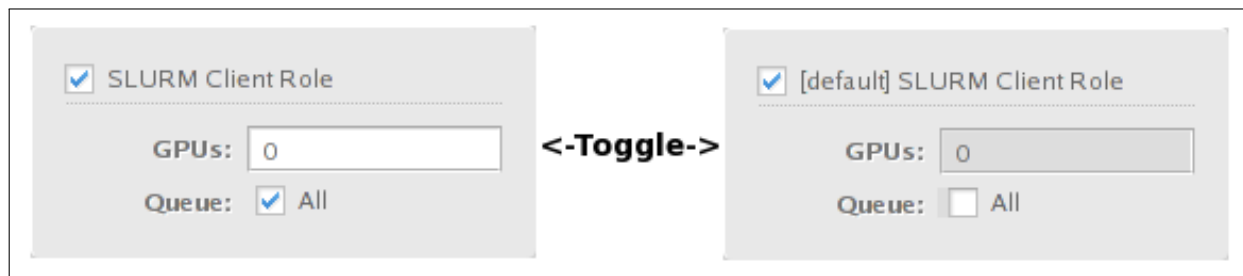 SLURM Client Role
GPUs: 0
Queue: All
<-Toggle->
[default] SLURM Client Role
GPUs: 0
Queue: All